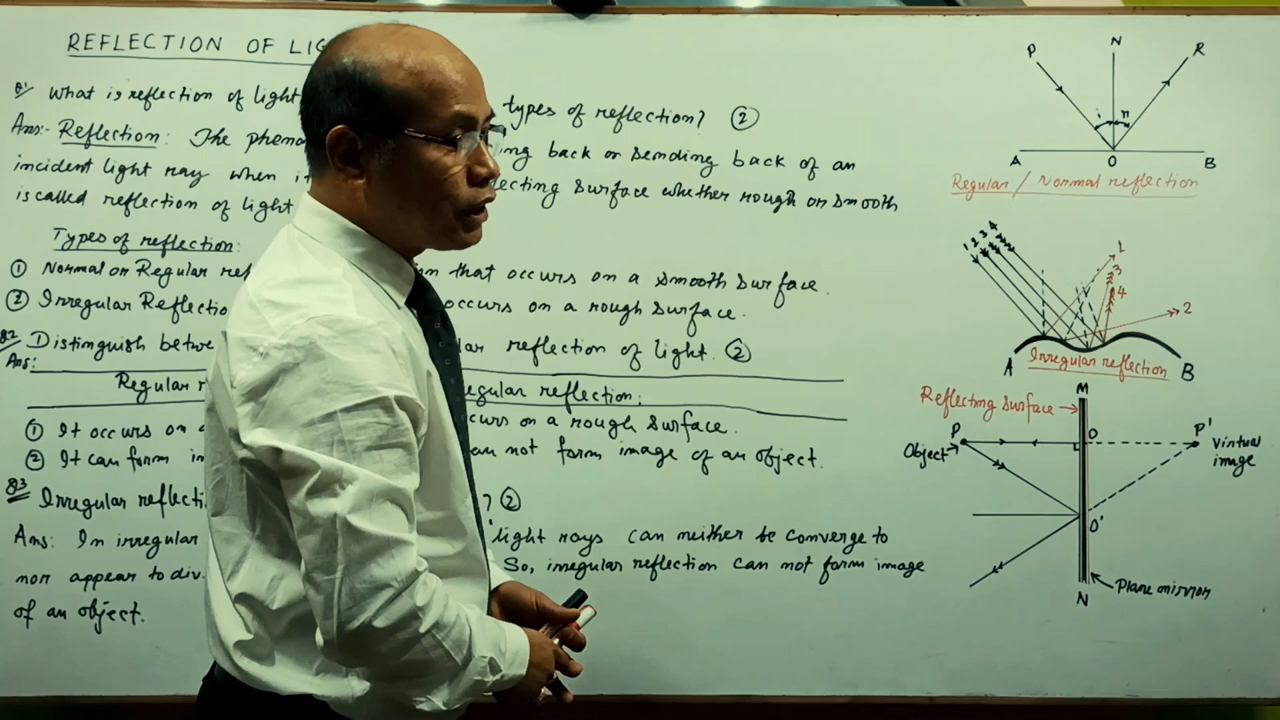 REFLECTION OF LIG
Q1 What is reflection of light types of reflection? ②
Ans:- Reflection: The pheno ing back or sending back of an
incident light ray when i ecting surface whether rough or smooth
is called reflection of light
Types of reflection:
① Normal or Regular ref that occurs on a smooth surface.
② Irregular Reflectio occurs on a rough surface.
Q2 Distinguish betwe lar reflection of light. ②
Ans:
Regular r egular reflection.
① It occurs on curs on a rough surface.
② It can form im an not form image of an object.
Q3 Irregular reflecti ? ②
Ans: In irregular light rays can neither be converge to
nor appear to div. So, irregular reflection can not form image
of an object.
P N R
i r
A O B
Regular / Normal reflection
1 2 3 4
1
3
4
2
A Irregular reflection B
M
Reflecting surface
P O P'
Object Virtual
image
O'
Plane mirror
N